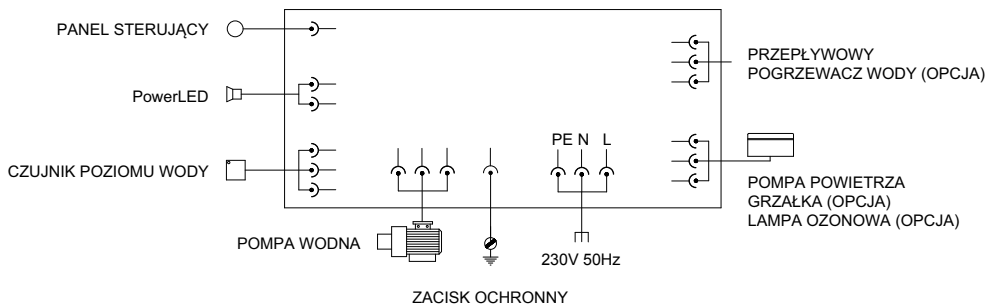 PANEL STERUJĄCY
PowerLED
CZUJNIK POZIOMU WODY
PRZEPŁYWOWY
POGRZEWACZ WODY (OPCJA)
PE N L
POMPA POWIETRZA
GRZAŁKA (OPCJA)
LAMPA OZONOWA (OPCJA)
POMPA WODNA
230V 50Hz
ZACISK OCHRONNY